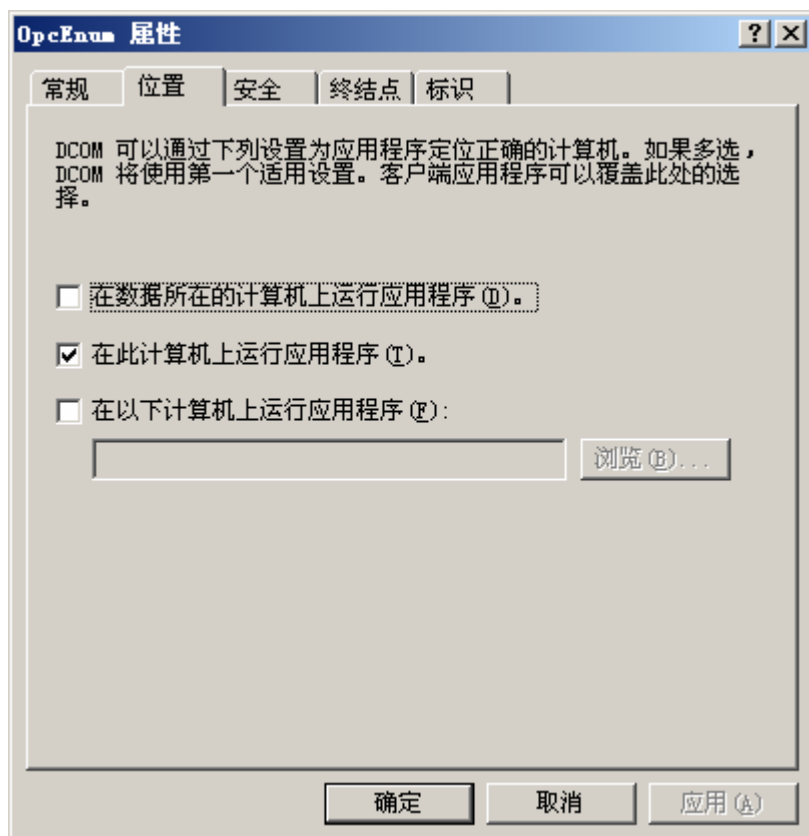 OpcEnum 属性
常规 位置 安全 终结点 标识
DCOM 可以通过下列设置为应用程序定位正确的计算机。如果多选，
DCOM 将使用第一个适用设置。客户端应用程序可以覆盖此处的选
择。
在数据所在的计算机上运行应用程序(D)。
在此计算机上运行应用程序(T)。
在以下计算机上运行应用程序(F):
浏览(B)...
确定 取消 应用(A)